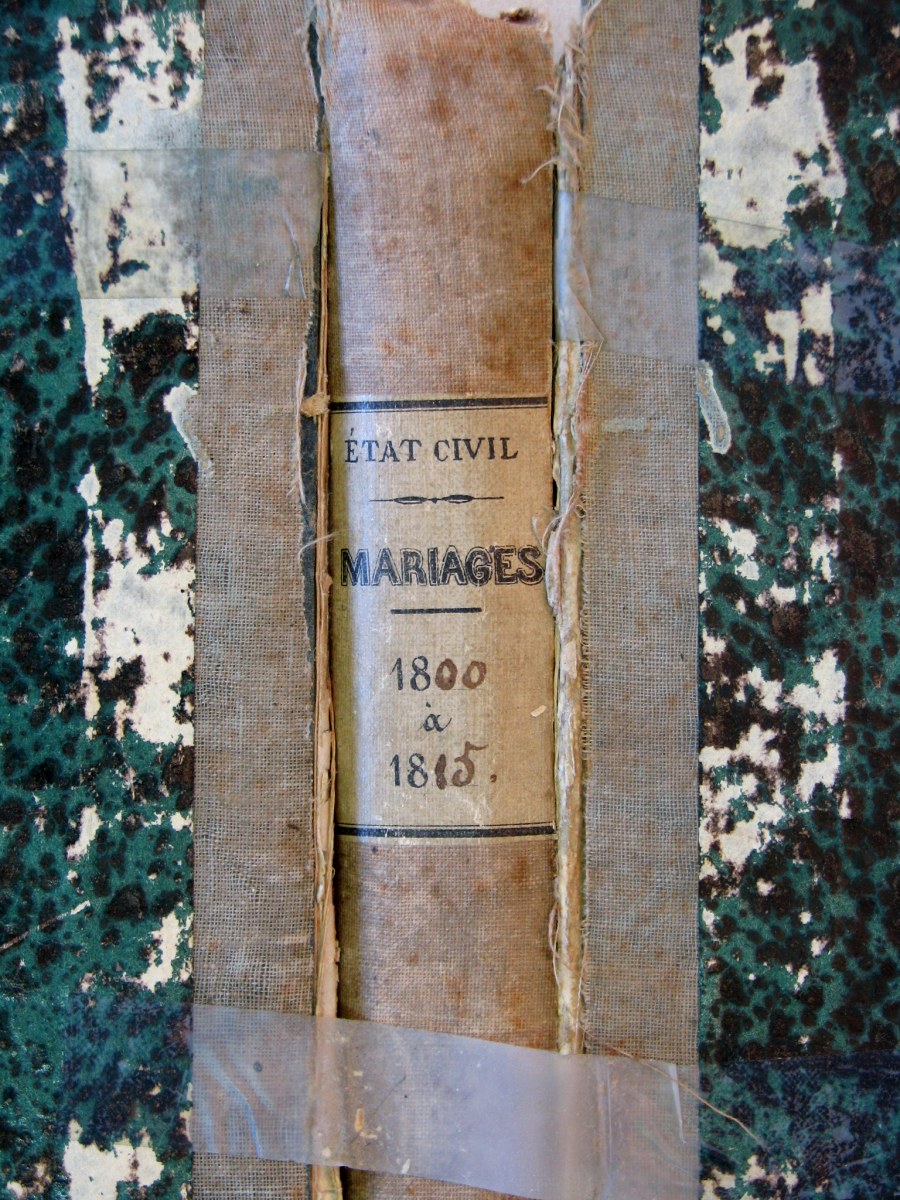 ÉTAT CIVIL
MARIAGES
1800
à
1815.